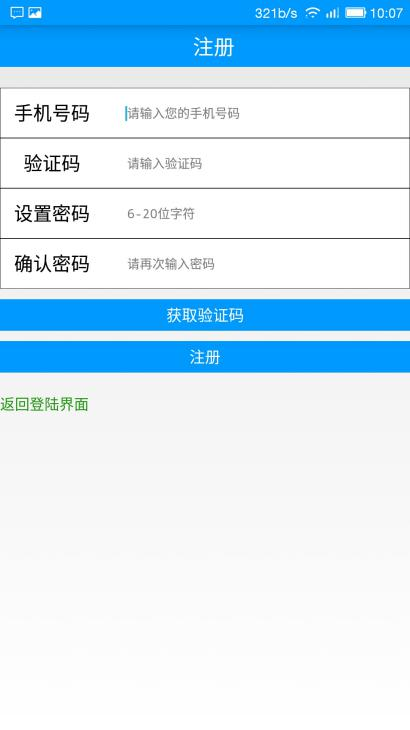 321b/s 10:07
注册
手机号码 请输入您的手机号码
验证码 请输入验证码
设置密码 6-20位字符
确认密码 请再次输入密码
获取验证码
注册
返回登陆界面